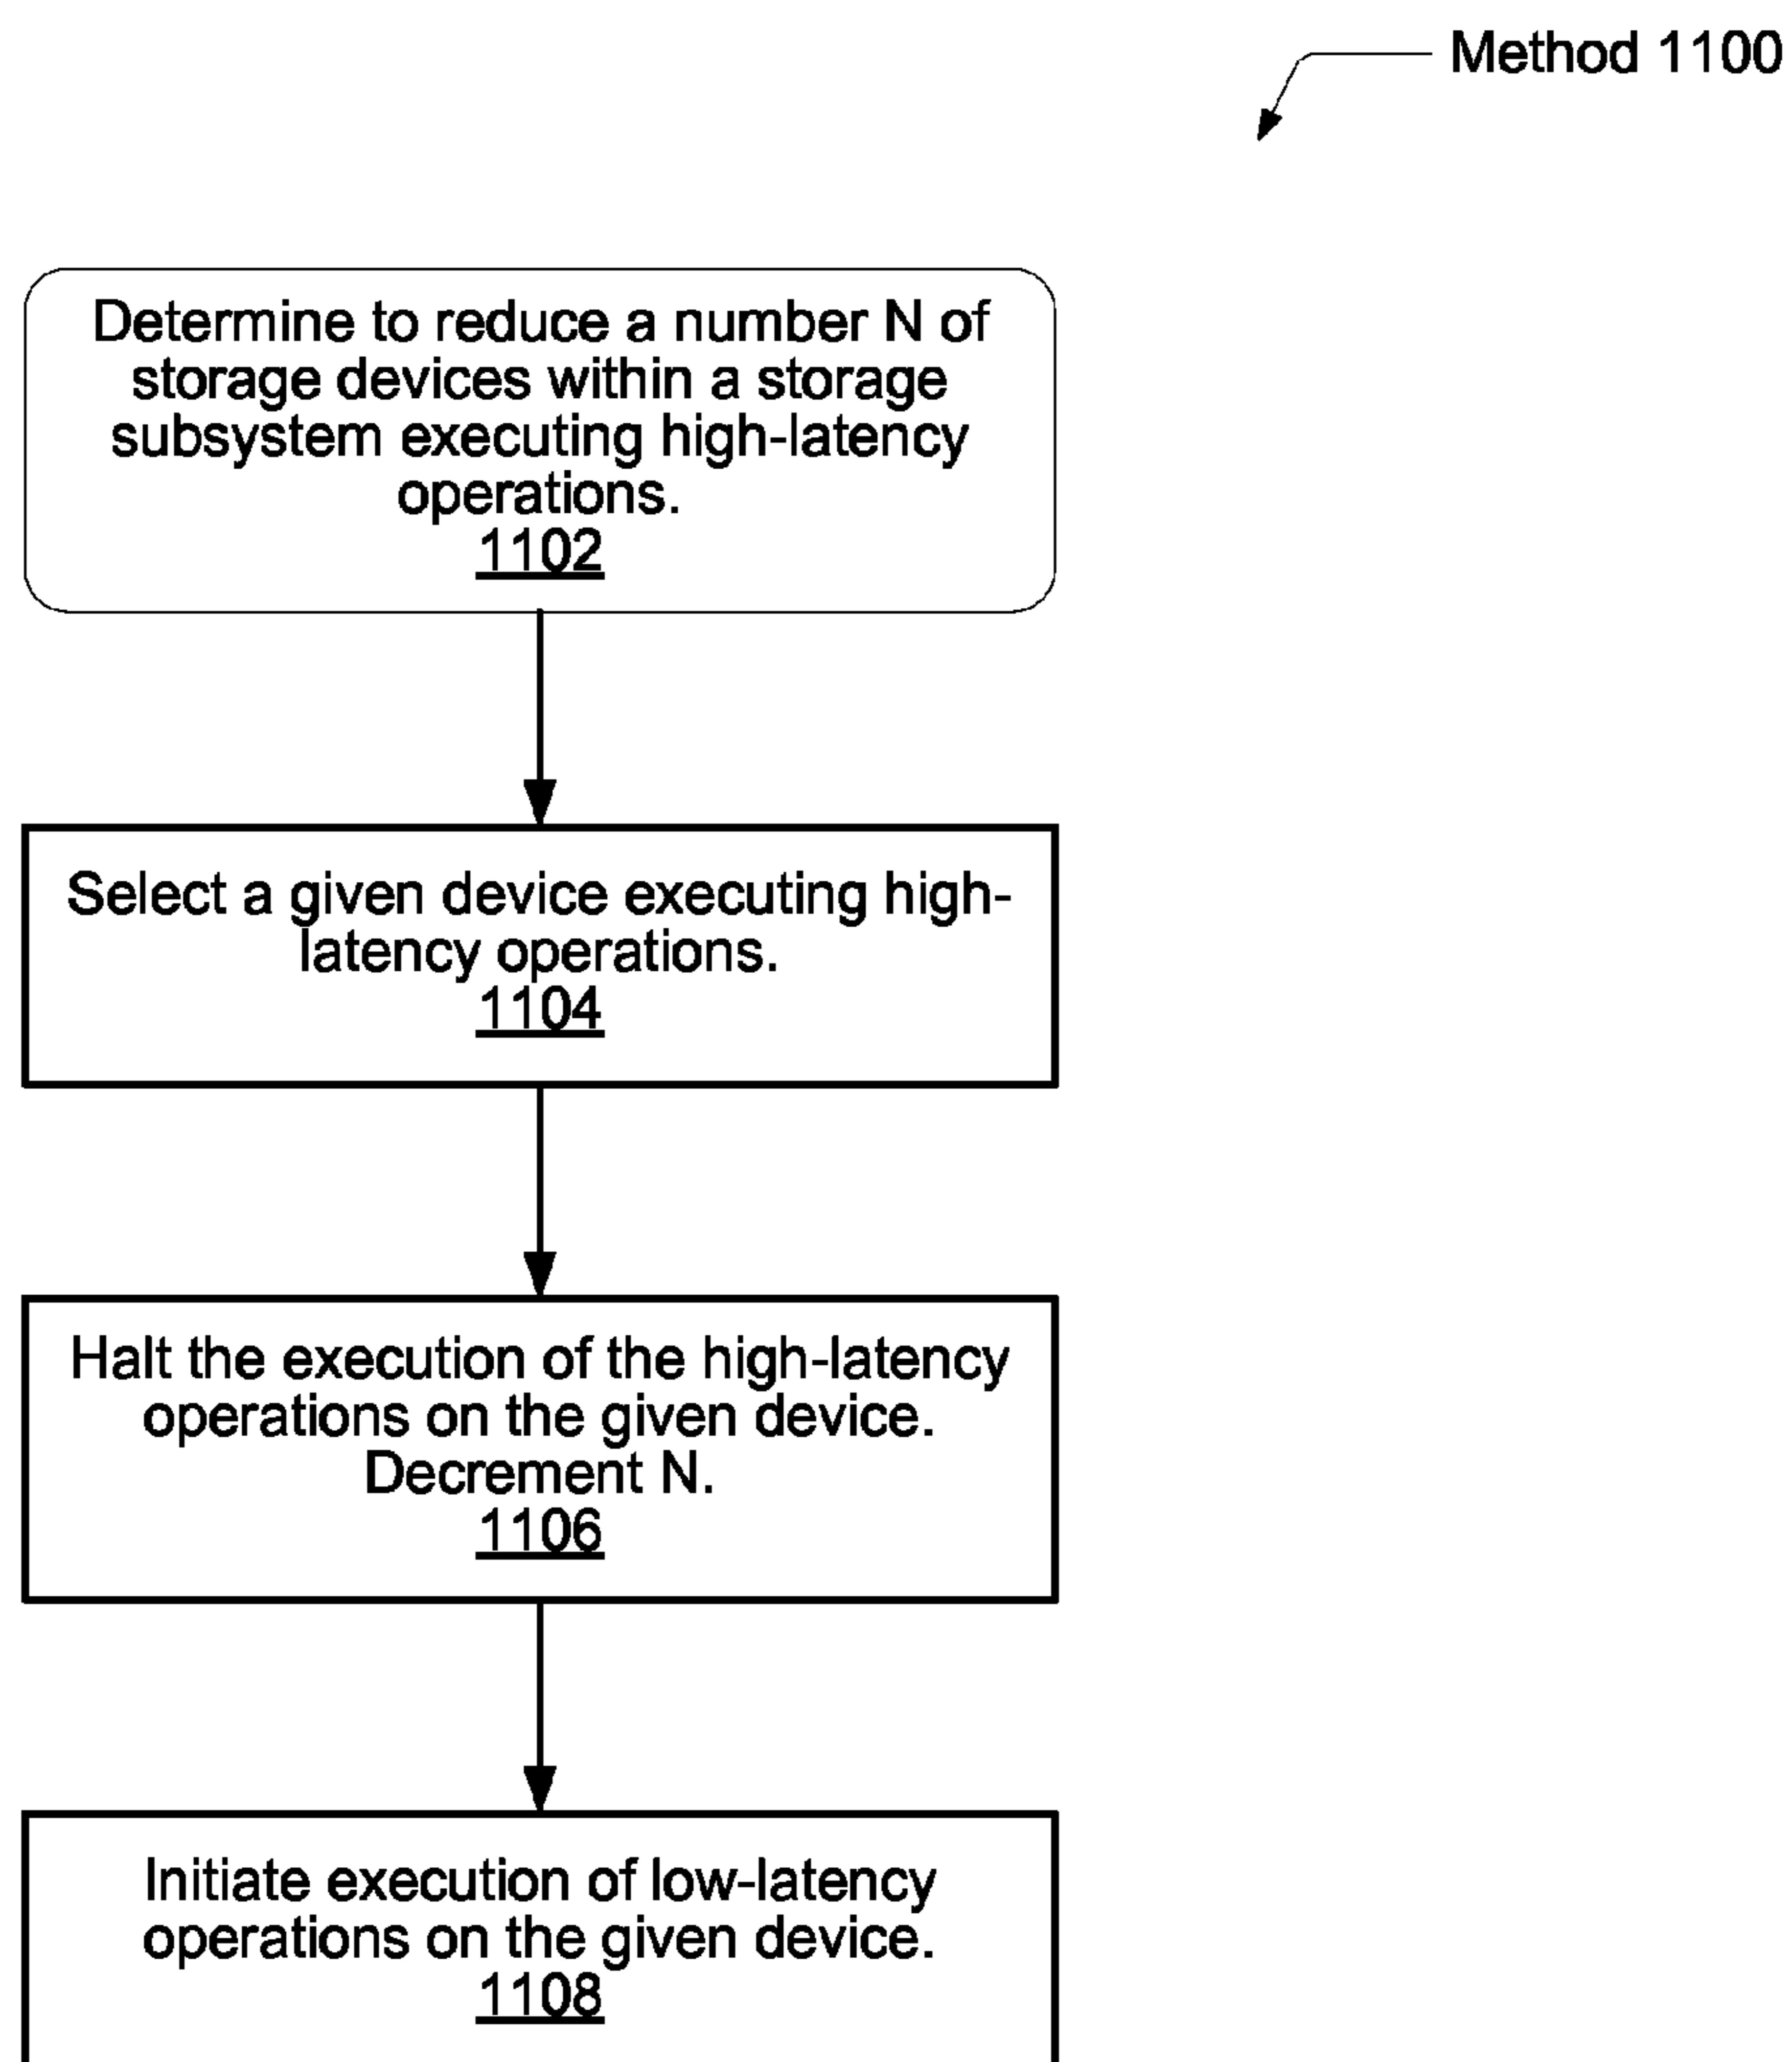 Method 1100
Determine to reduce a number N of
storage devices within a storage
subsystem executing high-latency
operations.
1102
Select a given device executing high-
latency operations.
1104
Halt the execution of the high-latency
operations on the given device.
Decrement N.
1106
Initiate execution of low-latency
operations on the given device.
1108